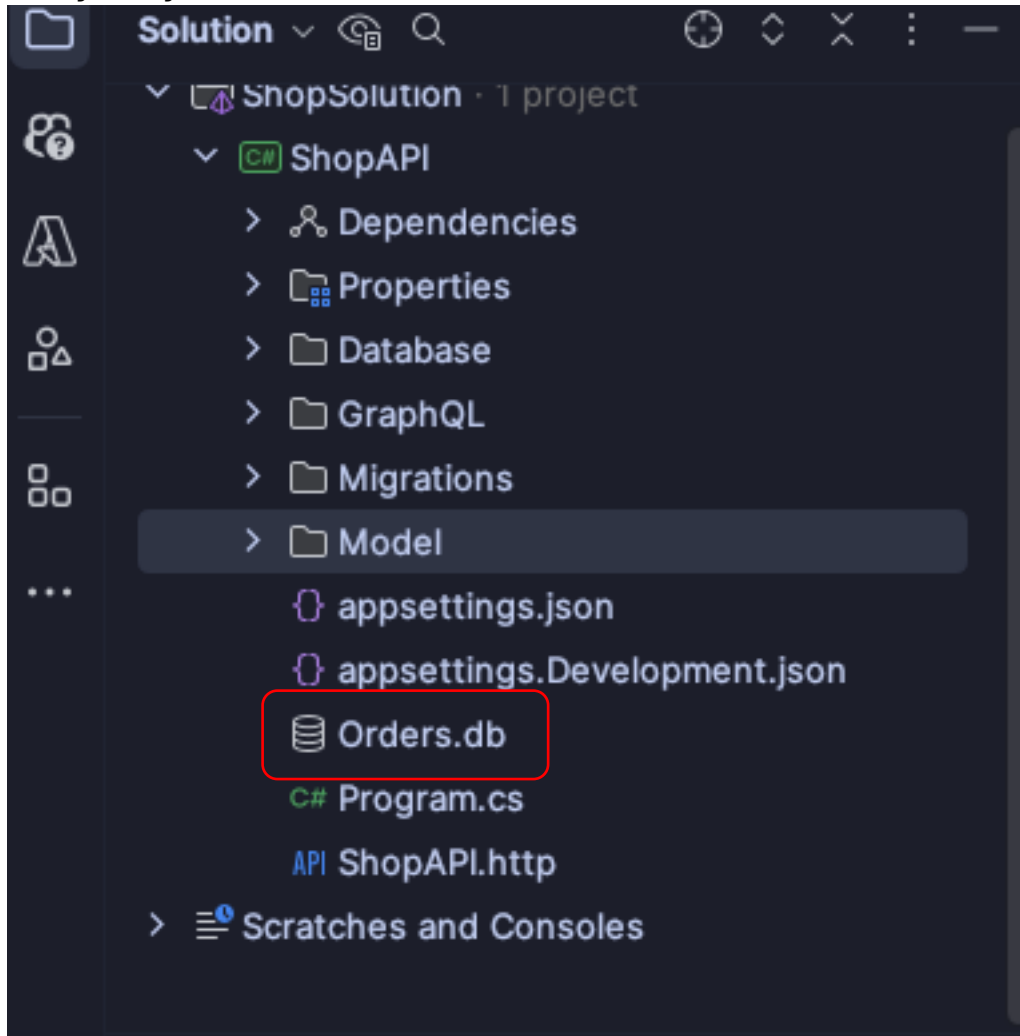 Solution
ShopSolution · 1 project
C# ShopAPI
Dependencies
Properties
Database
GraphQL
Migrations
Model
{} appsettings.json
{} appsettings.Development.json
Orders.db
C# Program.cs
API ShopAPI.http
Scratches and Consoles